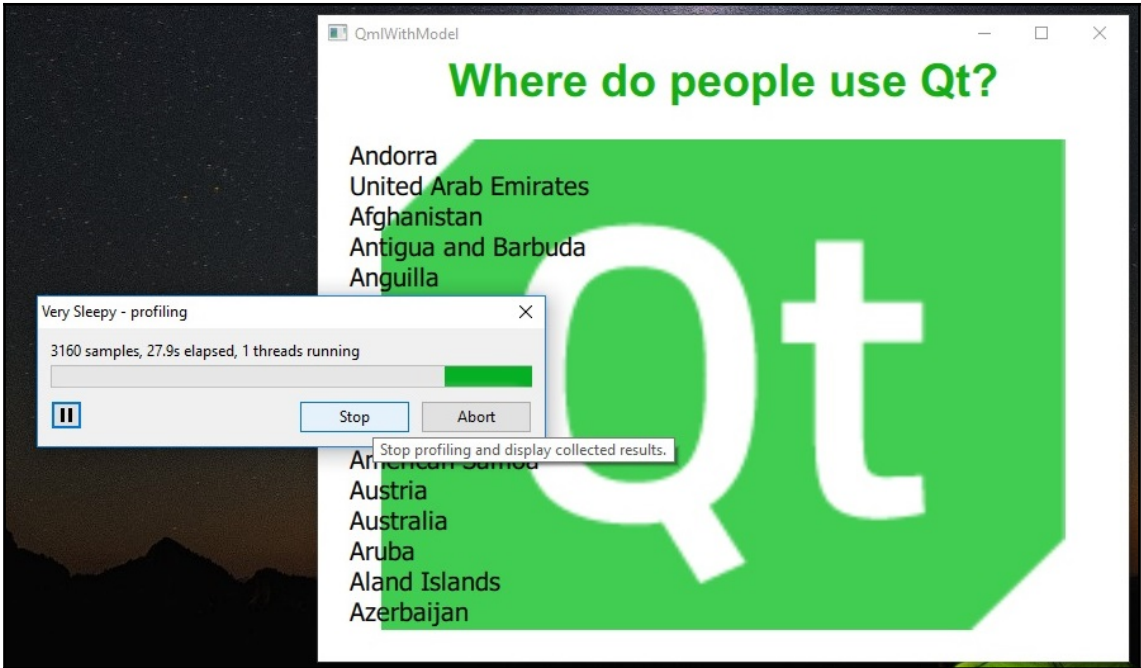 QmlWithModel
Where do people use Qt?
Andorra
United Arab Emirates
Afghanistan
Antigua and Barbuda
Anguilla
Qt
Very Sleepy - profiling
3160 samples, 27.9s elapsed, 1 threads running
Stop
Abort
Stop profiling and display collected results.
American Samoa
Austria
Australia
Aruba
Aland Islands
Azerbaijan